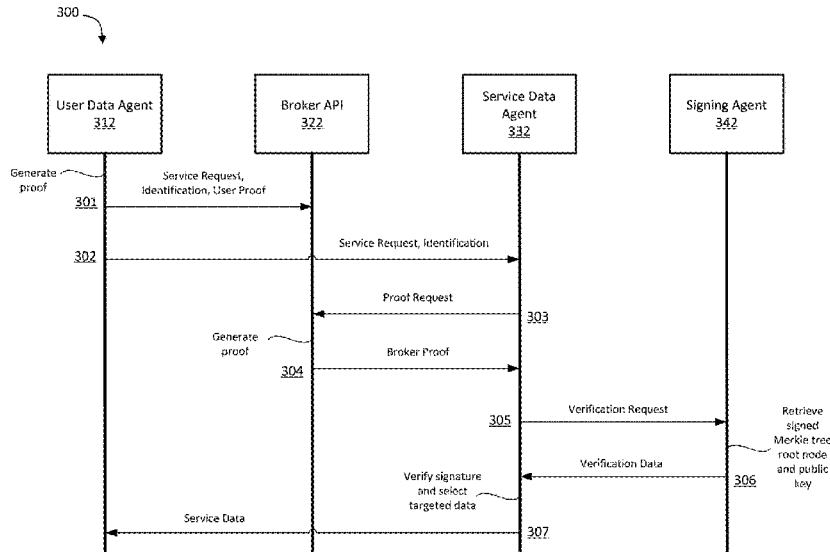 300
User Data Agent
312
Broker API
322
Service Data
Agent
332
Signing Agent
342
Generate
proof
Service Request,
Identification, User Proof
301
302
Service Request, Identification
Proof Request
303
Generate
proof
304
Broker Proof
305
Verification Request
Retrieve
signed
Merkle tree
root node
and public
key
Verification Data
306
Verify signature
and select
targeted data
Service Data
307